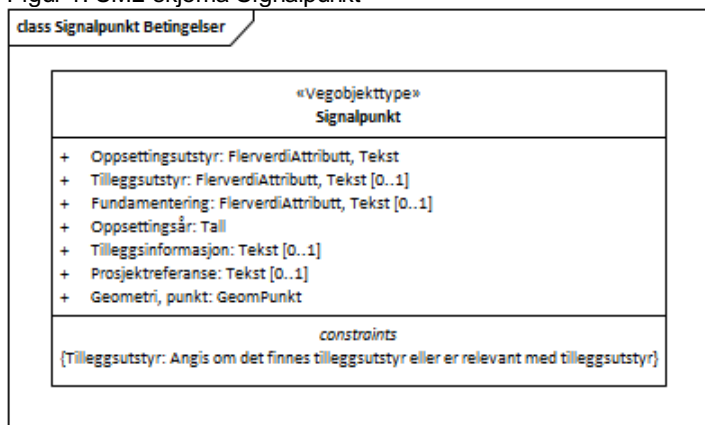 class Signalpunkt Betingelser
«Vegobjekttype»
Signalpunkt
+ Oppsettingsutstyr: FlerverdiAttributt, Tekst
+ Tilleggsutstyr: FlerverdiAttributt, Tekst [0..1]
+ Fundamentering: FlerverdiAttributt, Tekst [0..1]
+ Oppsettingsår: Tall
+ Tilleggsinformasjon: Tekst [0..1]
+ Prosjektreferanse: Tekst [0..1]
+ Geometri, punkt: GeomPunkt
constraints
{Tilleggsutstyr: Angis om det finnes tilleggsutstyr eller er relevant med tilleggsutstyr}